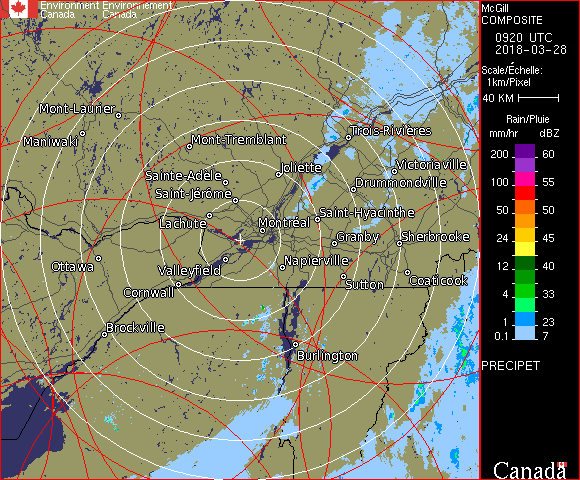 Environment Environnement
Canada Canada
McGill
COMPOSITE
0920 UTC
2018-03-28
Scale/Échelle:
1km/Pixel
40 KM
Rain/Pluie
mm/hr dBZ
200 60
100 55
50 50
24 45
12 40
4 33
1 23
0.1 7
PRECIPET
Canada
Mont-Laurier
Maniwaki
Mont-Tremblant
Trois-Rivières
Joliette
Victoriaville
Sainte-Adèle
Drummondville
Saint-Jérôme
Saint-Hyacinthe
Lachute
Montréal
Granby
Sherbrooke
Ottawa
Valleyfield
Napierville
Sutton
Coaticook
Cornwall
Brockville
Burlington